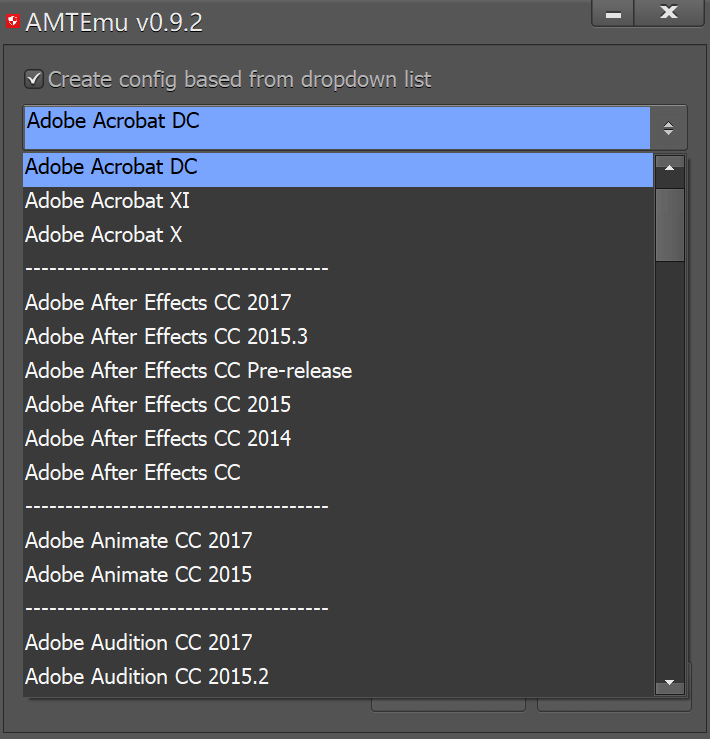 AMTEmu v0.9.2
Create config based from dropdown list
Adobe Acrobat DC
Adobe Acrobat DC
Adobe Acrobat XI
Adobe Acrobat X
--------------------------------------
Adobe After Effects CC 2017
Adobe After Effects CC 2015.3
Adobe After Effects CC Pre-release
Adobe After Effects CC 2015
Adobe After Effects CC 2014
Adobe After Effects CC
--------------------------------------
Adobe Animate CC 2017
Adobe Animate CC 2015
--------------------------------------
Adobe Audition CC 2017
Adobe Audition CC 2015.2